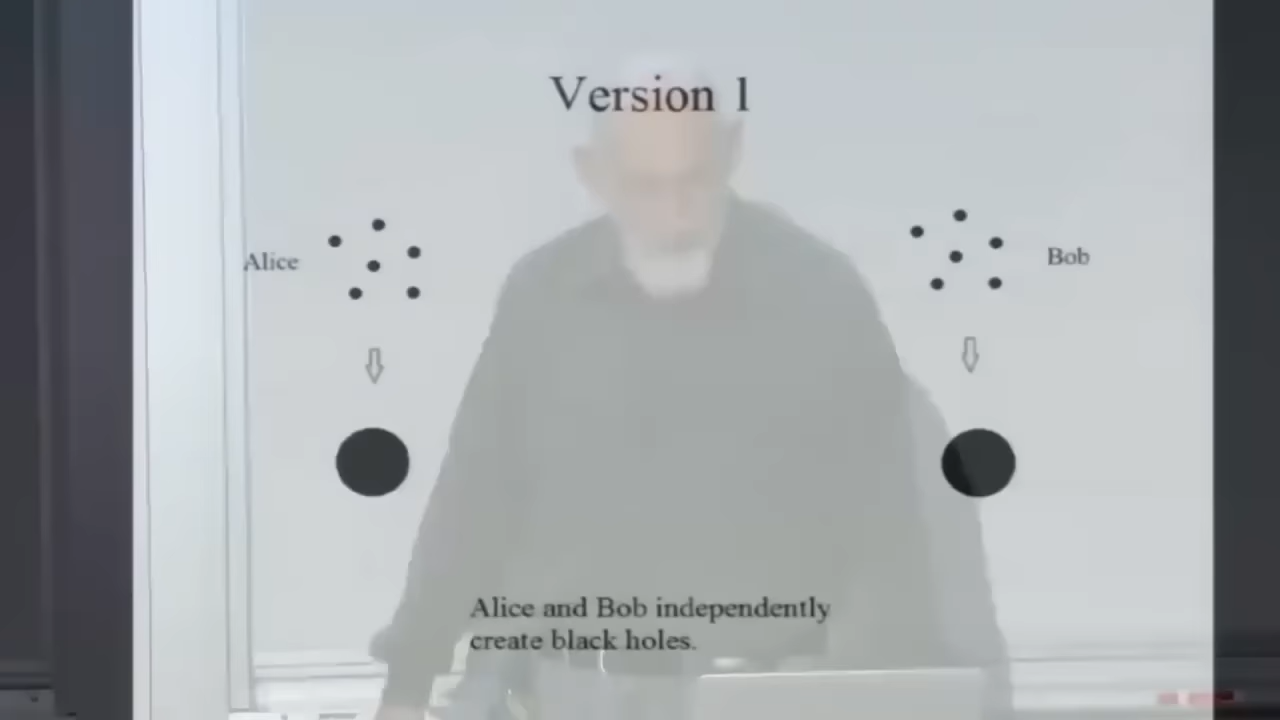 Version 1
Alice
Bob
Alice and Bob independently
create black holes.